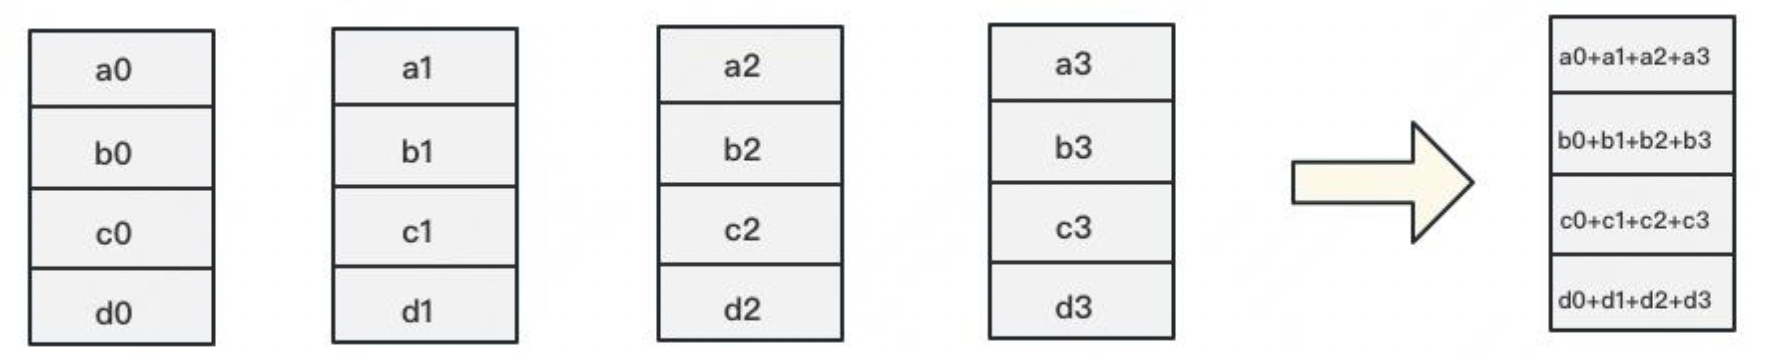 a0 a1 a2 a3 a0+a1+a2+a3
b0 b1 b2 b3 b0+b1+b2+b3
c0 c1 c2 c3 c0+c1+c2+c3
d0 d1 d2 d3 d0+d1+d2+d3